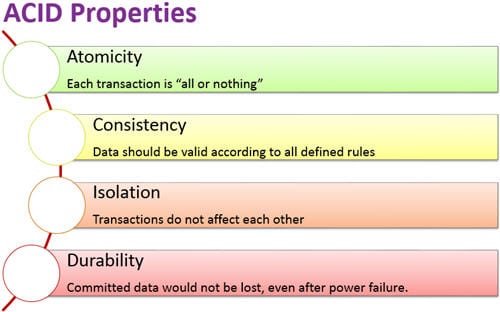 ACID Properties
Atomicity
Each transaction is “all or nothing”
Consistency
Data should be valid according to all defined rules
Isolation
Transactions do not affect each other
Durability
Committed data would not be lost, even after power failure.